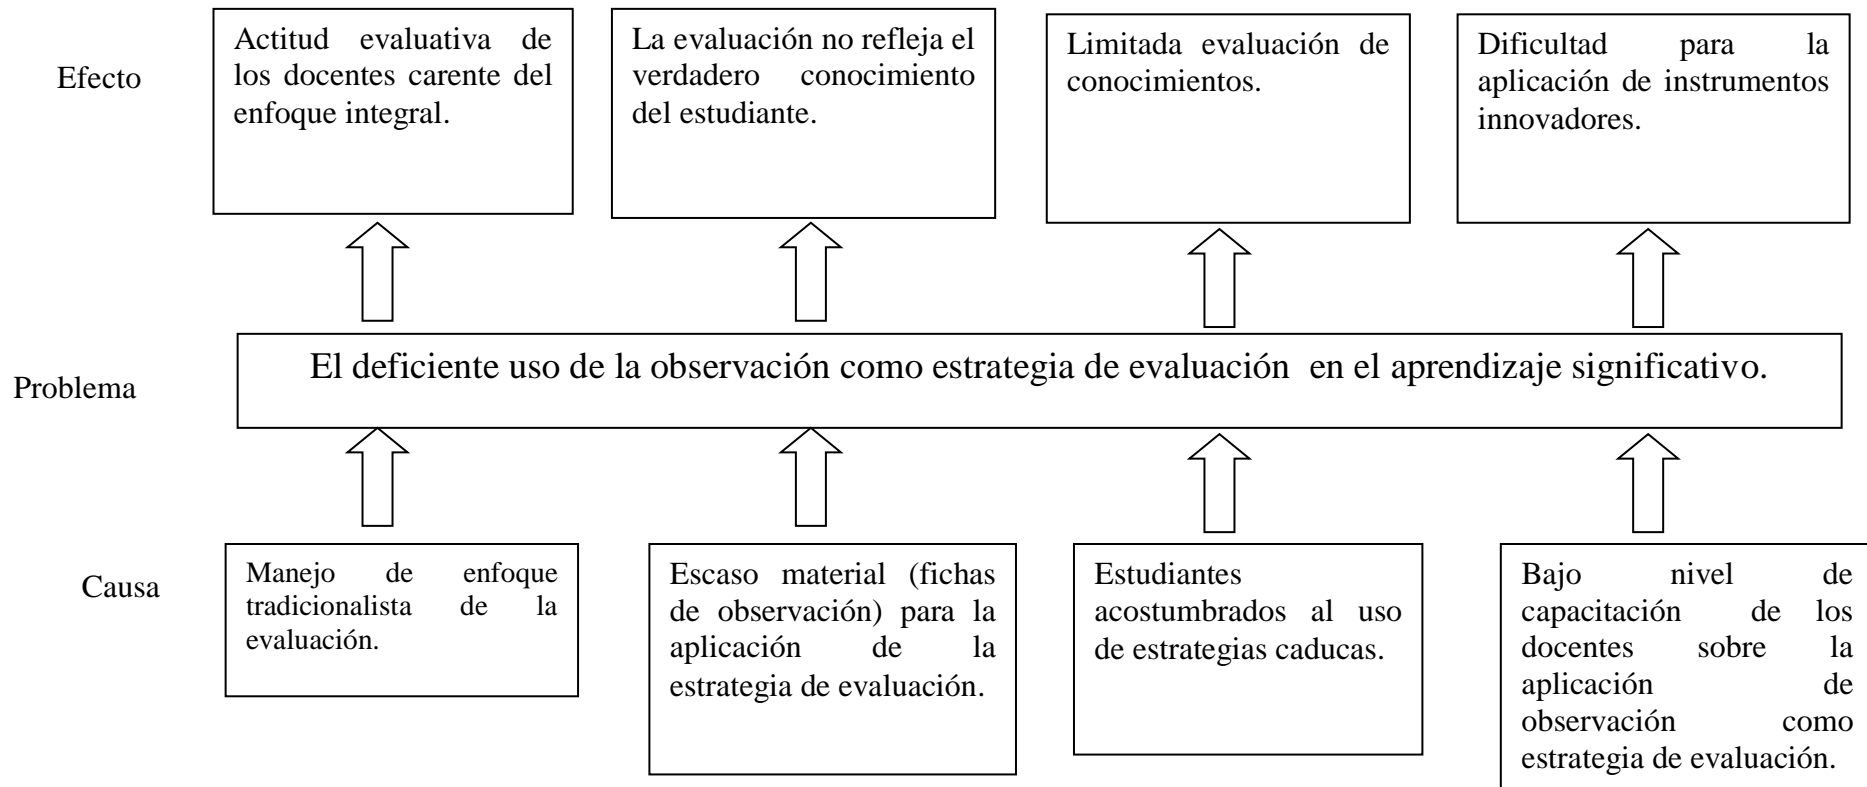 Efecto
Actitud evaluativa de
los docentes carente del
enfoque integral.
La evaluación no refleja el
verdadero conocimiento
del estudiante.
Limitada evaluación de
conocimientos.
Dificultad para la
aplicación de instrumentos
innovadores.
Problema
El deficiente uso de la observación como estrategia de evaluación en el aprendizaje significativo.
Causa
Manejo de enfoque
tradicionalista de la
evaluación.
Escaso material (fichas
de observación) para la
aplicación de la
estrategia de evaluación.
Estudiantes
acostumbrados al uso
de estrategias caducas.
Bajo nivel de
capacitación de los
docentes sobre la
aplicación de
observación como
estrategia de evaluación.